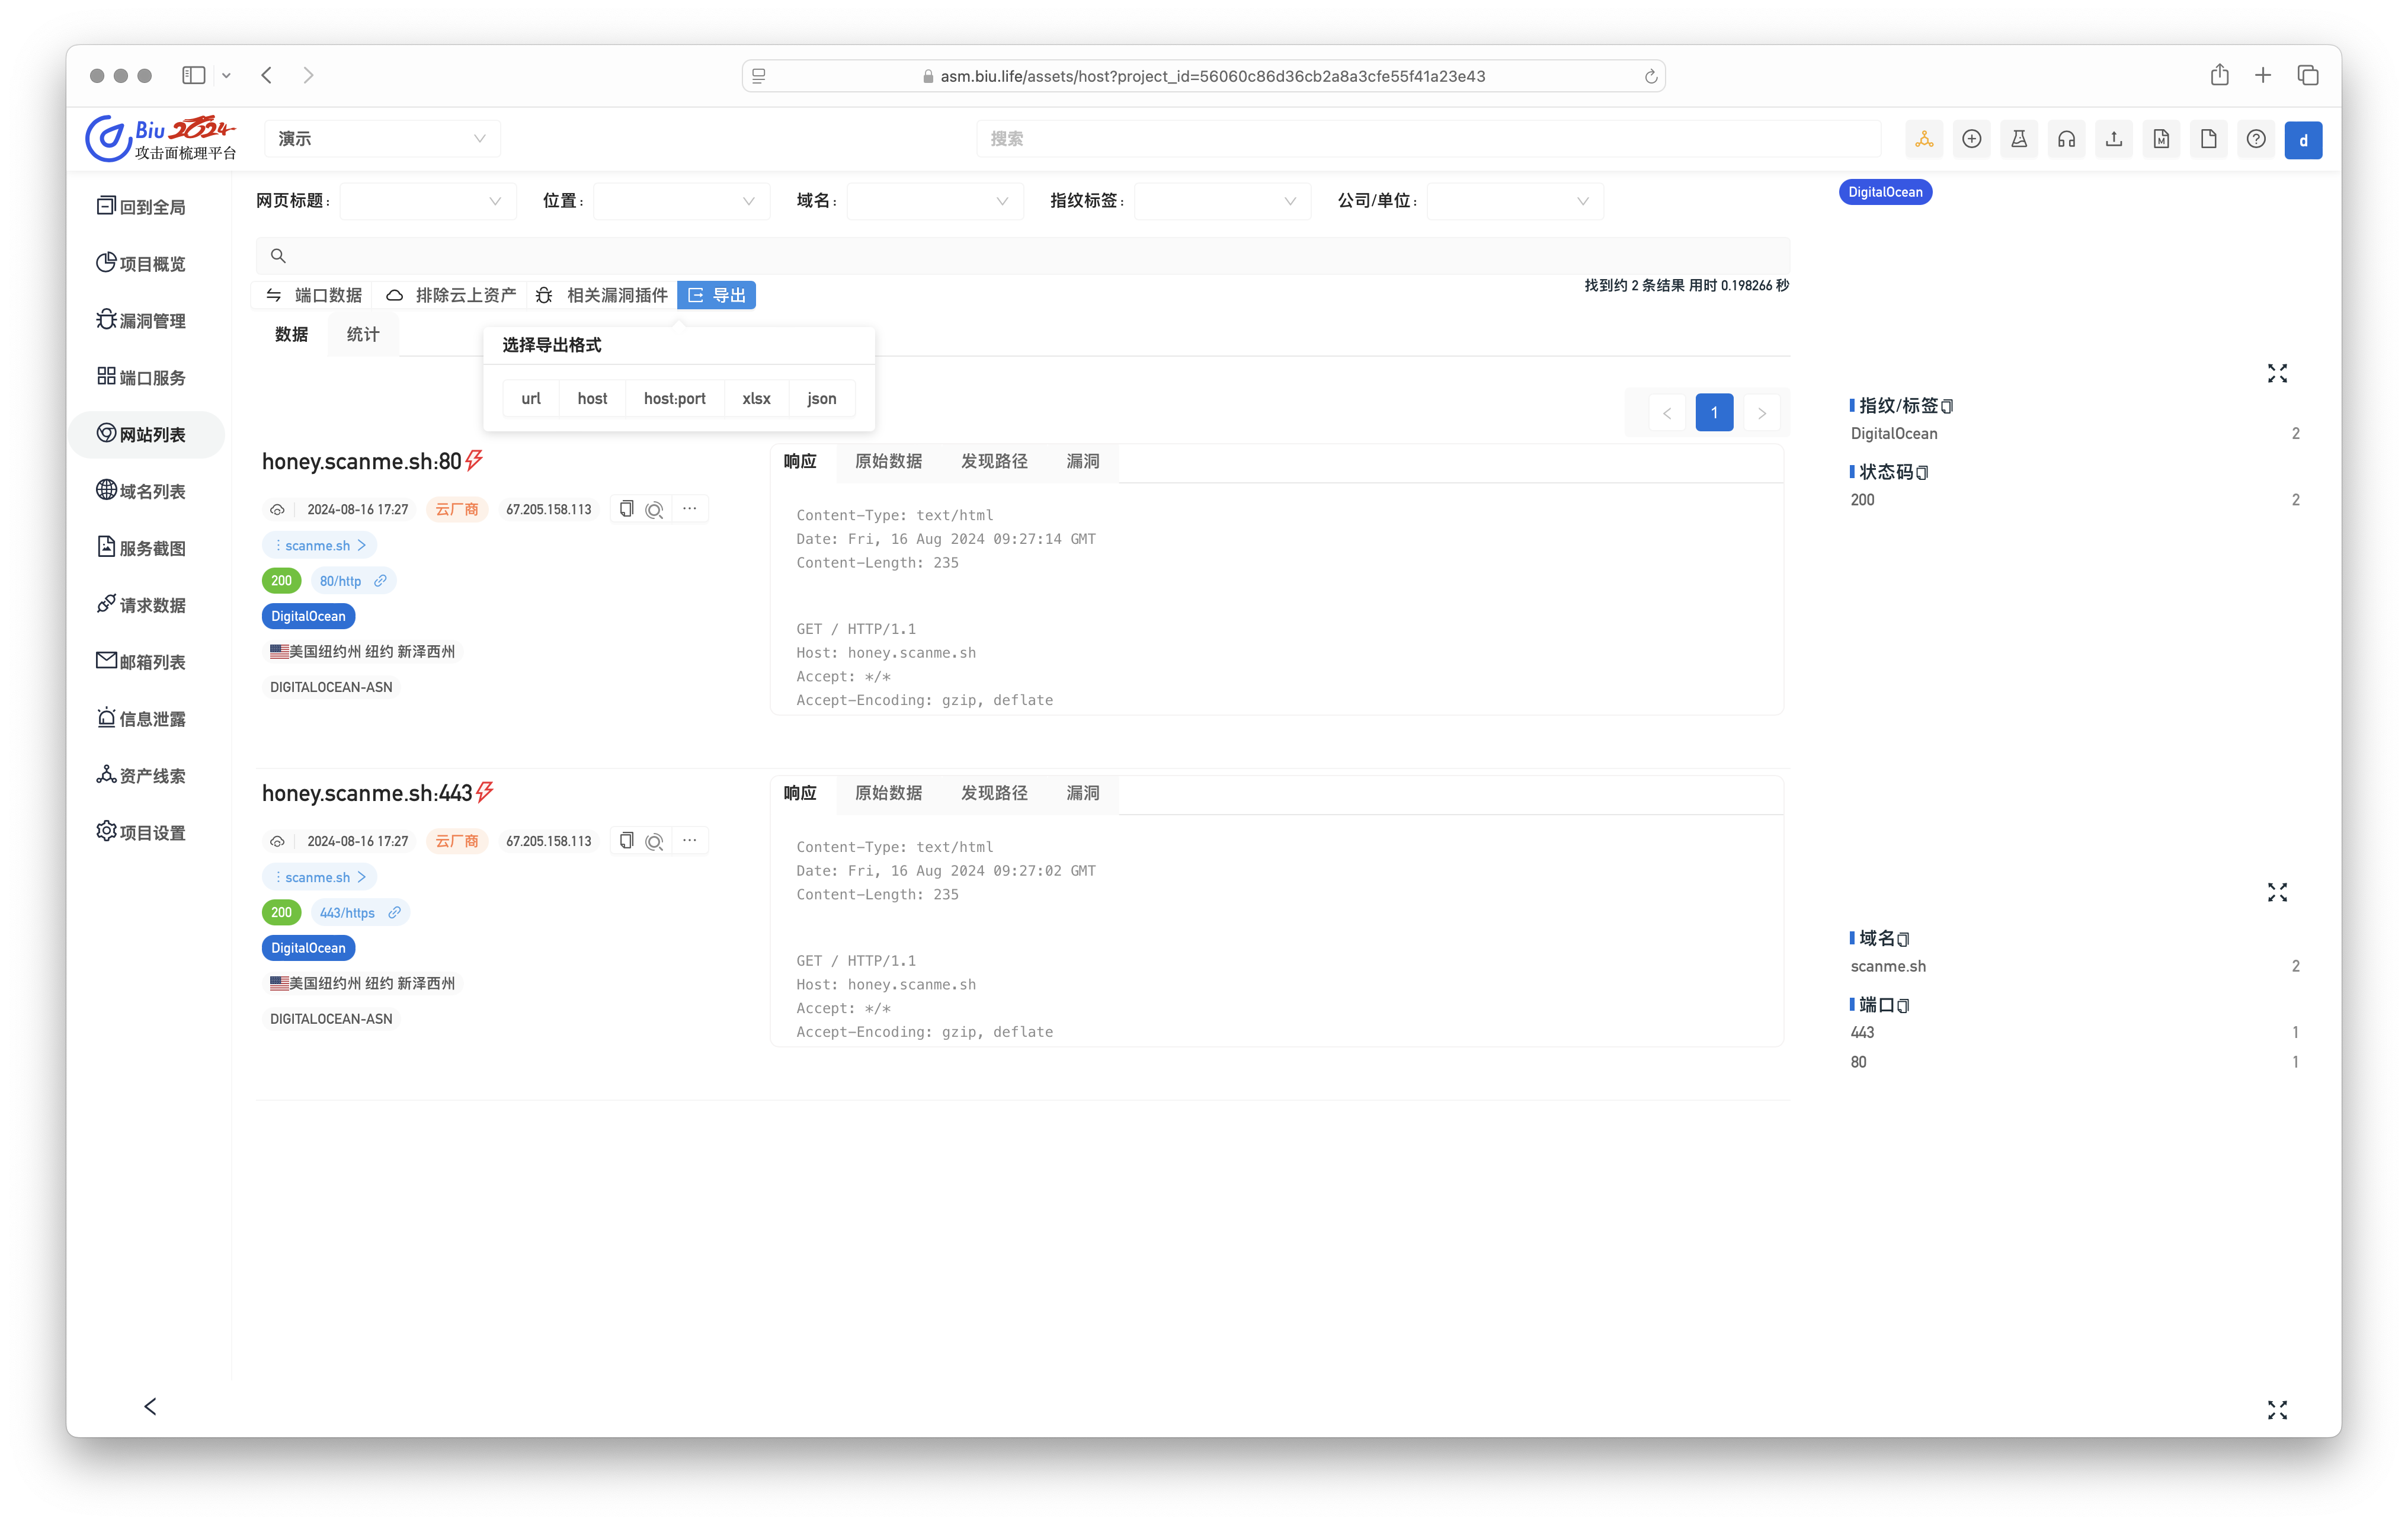 asm.biu.life/assets/host?project_id=56060c86d36cb2a8a3cfe55f41a23e43
Biu 2024
攻击面梳理平台
演示
搜索
d
回到全局
项目概览
漏洞管理
端口服务
网站列表
域名列表
服务截图
请求数据
邮箱列表
信息泄露
资产线索
项目设置
网页标题：
位置：
域名：
指纹标签：
公司/单位：
端口数据
排除云上资产
相关漏洞插件
导出
找到约 2 条结果 用时 0.198266 秒
数据
统计
选择导出格式
url
host
host:port
xlsx
json
1
honey.scanme.sh:80
2024-08-16 17:27
云厂商
67.205.158.113
scanme.sh
200
80/http
DigitalOcean
美国纽约州 纽约 新泽西州
DIGITALOCEAN-ASN
响应
原始数据
发现路径
漏洞
Content-Type: text/html
Date: Fri, 16 Aug 2024 09:27:14 GMT
Content-Length: 235
GET / HTTP/1.1
Host: honey.scanme.sh
Accept: */*
Accept-Encoding: gzip, deflate
honey.scanme.sh:443
2024-08-16 17:27
云厂商
67.205.158.113
scanme.sh
200
443/https
DigitalOcean
美国纽约州 纽约 新泽西州
DIGITALOCEAN-ASN
响应
原始数据
发现路径
漏洞
Content-Type: text/html
Date: Fri, 16 Aug 2024 09:27:02 GMT
Content-Length: 235
GET / HTTP/1.1
Host: honey.scanme.sh
Accept: */*
Accept-Encoding: gzip, deflate
DigitalOcean
指纹/标签
DigitalOcean 2
状态码
200 2
域名
scanme.sh 2
端口
443 1
80 1